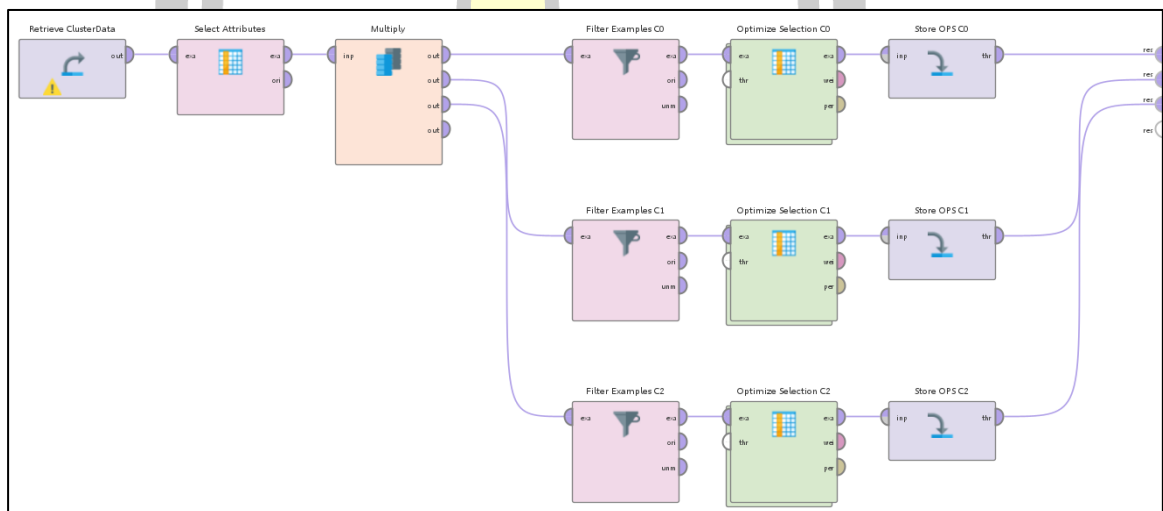 Retrieve ClusterData
out
Select Attributes
exa
exa
ori
Multiply
inp
out
out
out
out
Filter Examples C0
exa
exa
ori
unm
Optimize Selection C0
exa
exa
thr
wei
per
Store OPS C0
inp
thr
res
res
res
res
Filter Examples C1
exa
exa
ori
unm
Optimize Selection C1
exa
exa
thr
wei
per
Store OPS C1
inp
thr
Filter Examples C2
exa
exa
ori
unm
Optimize Selection C2
exa
exa
thr
wei
per
Store OPS C2
inp
thr